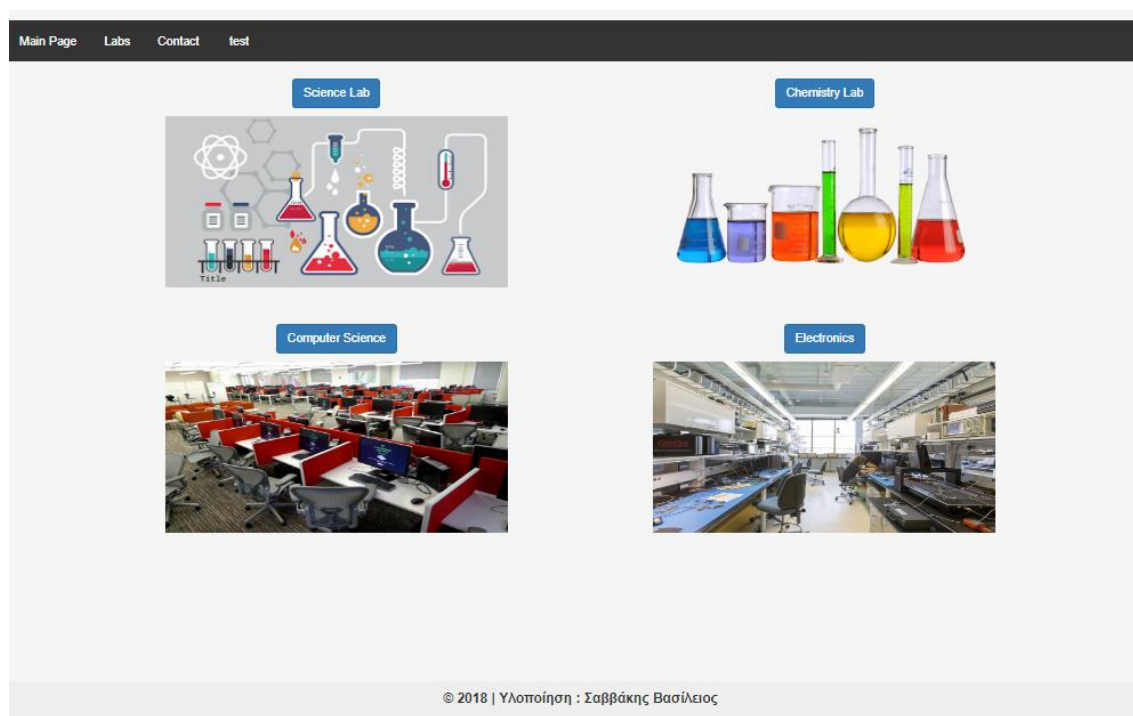 Main Page Labs Contact test
Science Lab Chemistry Lab
Title
Computer Science Electronics
© 2018 | Υλοποίηση : Σαββάκης Βασίλειος